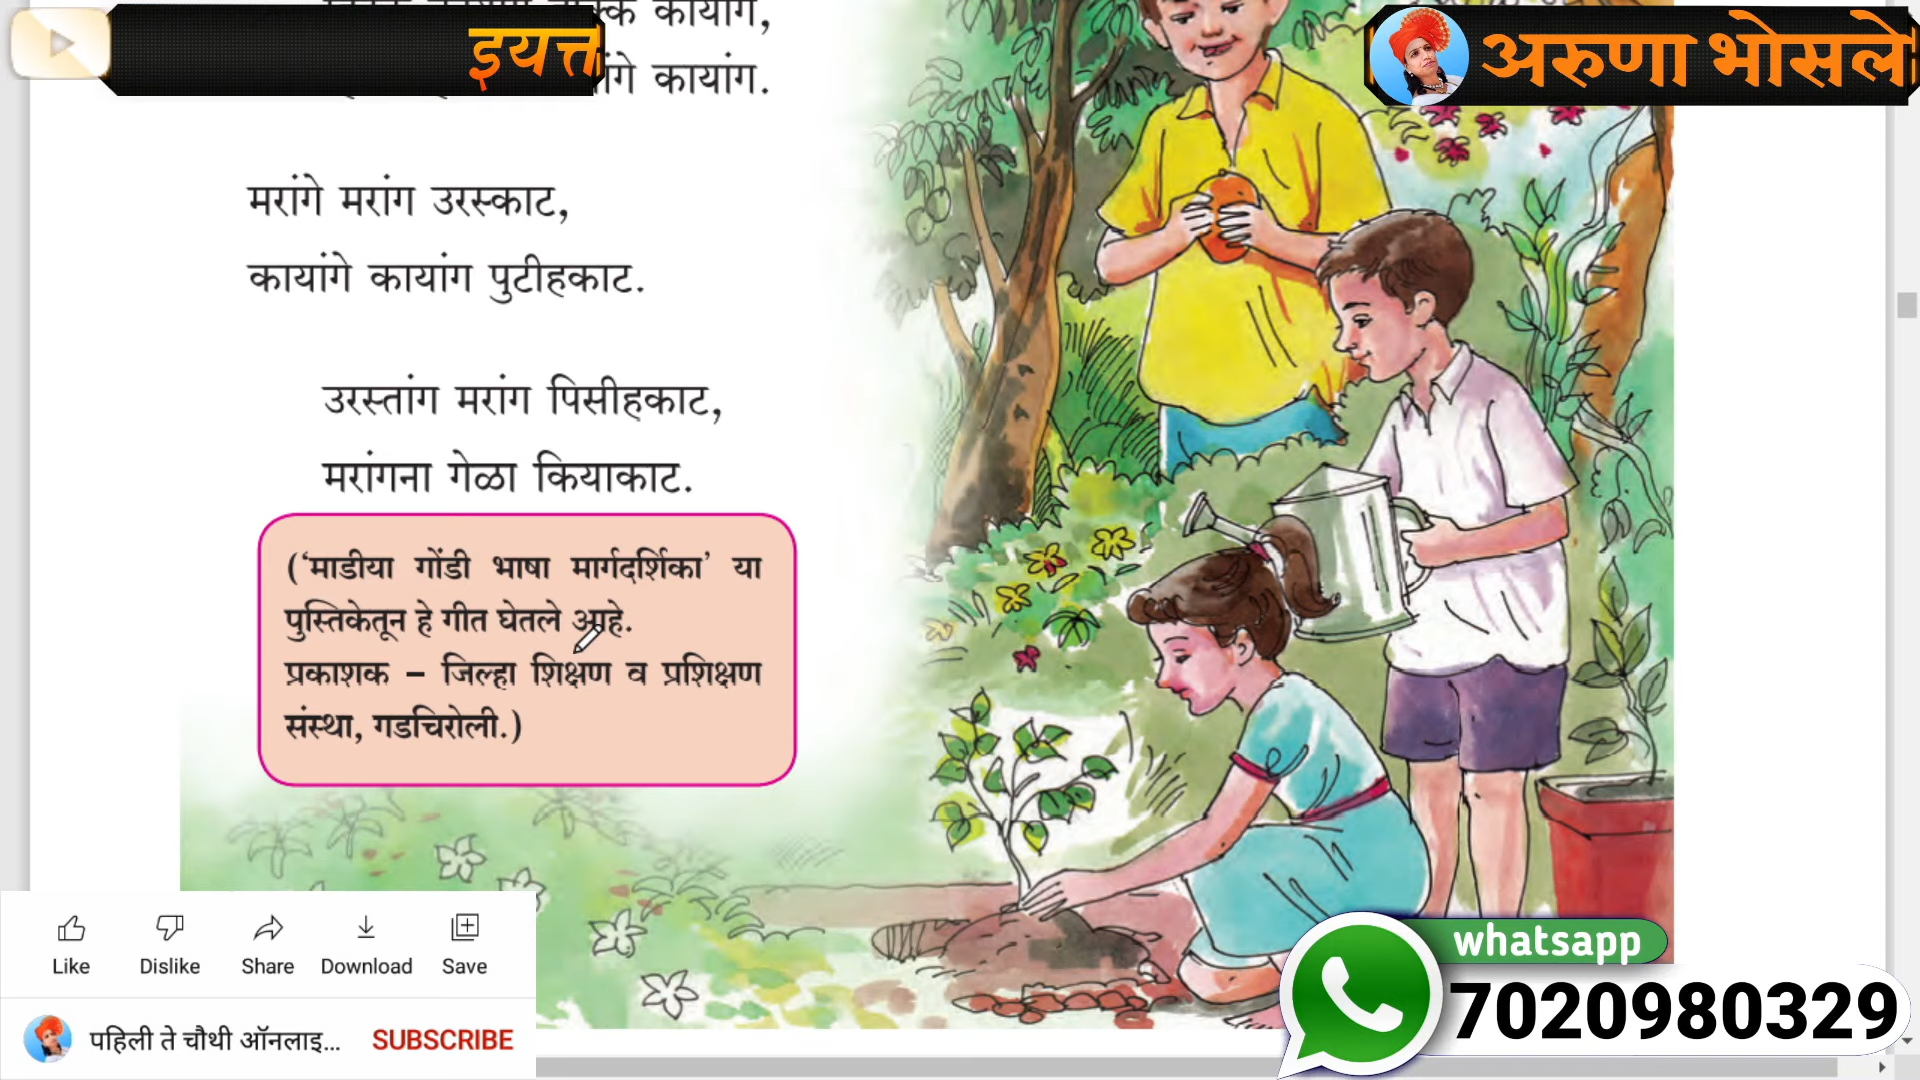 कायांग,
इयत्त
अरुणा भोसले
कायांग.
मरांगे मरांग उरस्काट,
कायांगे कायांग पुटीहकाट.
उरस्तांग मरांग पिसीहकाट,
मरांगना गेळा कियाकाट.
(‘माडीया गोंडी भाषा मार्गदर्शिका’ या
पुस्तिकेतून हे गीत घेतले आहे.
प्रकाशक – जिल्हा शिक्षण व प्रशिक्षण
संस्था, गडचिरोली.)
Like Dislike Share Download Save
पहिली ते चौथी ऑनलाइ... SUBSCRIBE
whatsapp
7020980329